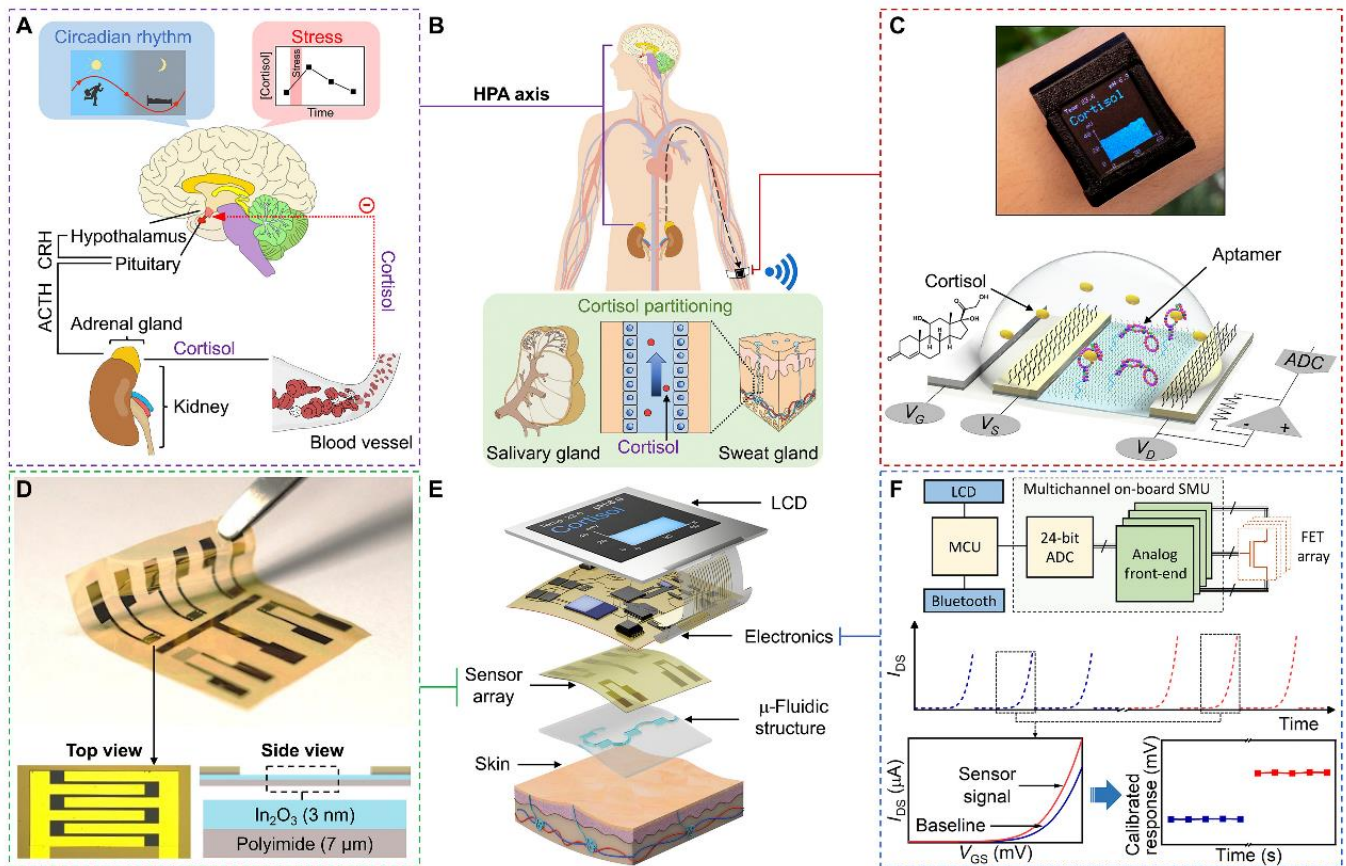 A
Circadian rhythm
Stress
[Cortisol]
Stress
Time
Hypothalamus
Pituitary
CRH
ACTH
Adrenal gland
Cortisol
Cortisol
Kidney
Blood vessel
B
HPA axis
Cortisol partitioning
Salivary gland
Cortisol
Sweat gland
C
Cortisol
Cortisol
Aptamer
OH
OH
HO
O
O
H
H
H
ADC
V_G
V_S
V_D
-
+
D
Top view
Side view
In₂O₃ (3 nm)
Polyimide (7 µm)
E
Cortisol
LCD
Electronics
Sensor
array
µ-Fluidic
structure
Skin
F
LCD
Multichannel on-board SMU
MCU
24-bit
ADC
Analog
front-end
FET
array
Bluetooth
I_DS
Time
I_DS (µA)
Sensor
signal
Baseline
V_GS (mV)
Calibrated
response (mV)
Time (s)